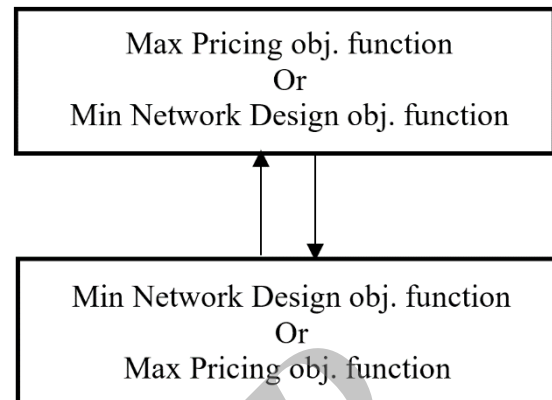 Max Pricing obj. function
Or
Min Network Design obj. function
Min Network Design obj. function
Or
Max Pricing obj. function